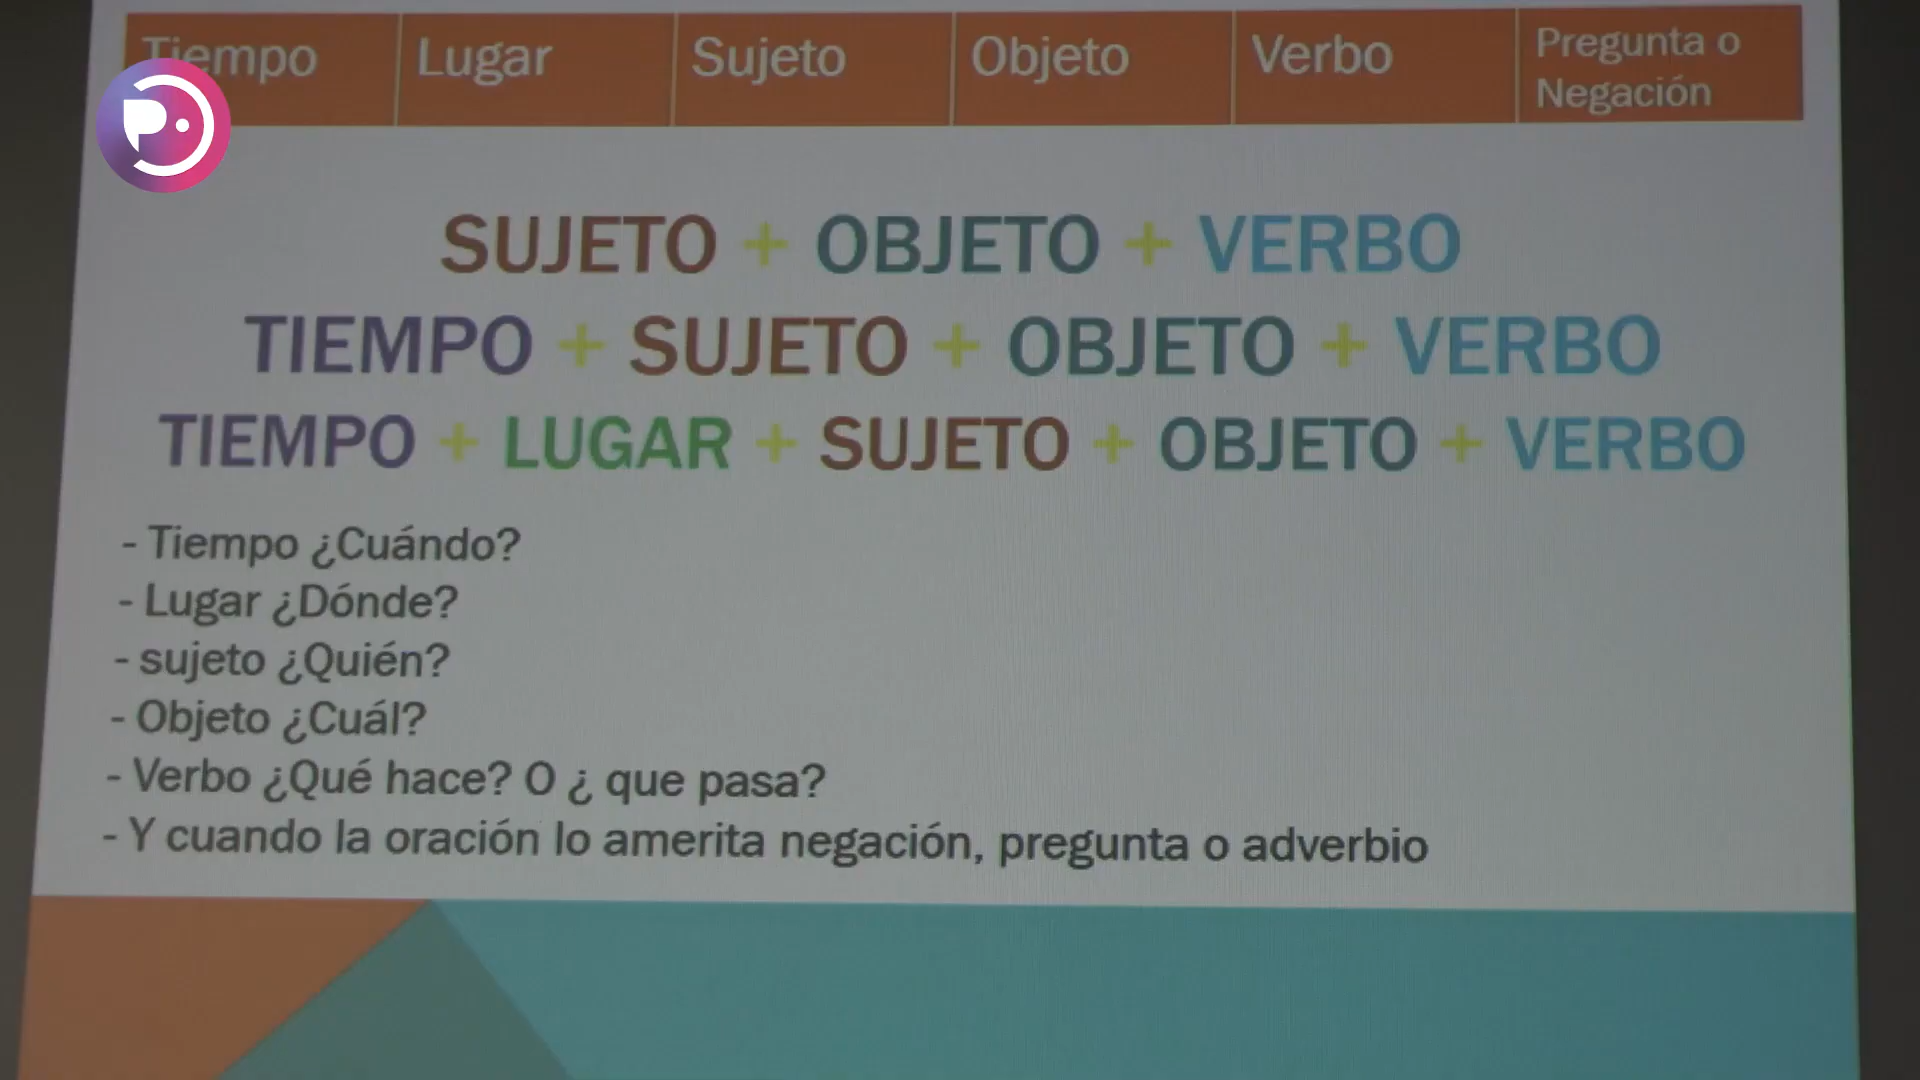 Tiempo
Lugar
Sujeto
Objeto
Verbo
Pregunta o
Negación
SUJETO + OBJETO + VERBO
TIEMPO + SUJETO + OBJETO + VERBO
TIEMPO + LUGAR + SUJETO + OBJETO + VERBO
- Tiempo ¿Cuándo?
- Lugar ¿Dónde?
- sujeto ¿Quién?
- Objeto ¿Cuál?
- Verbo ¿Qué hace? O ¿ que pasa?
- Y cuando la oración lo amerita negación, pregunta o adverbio